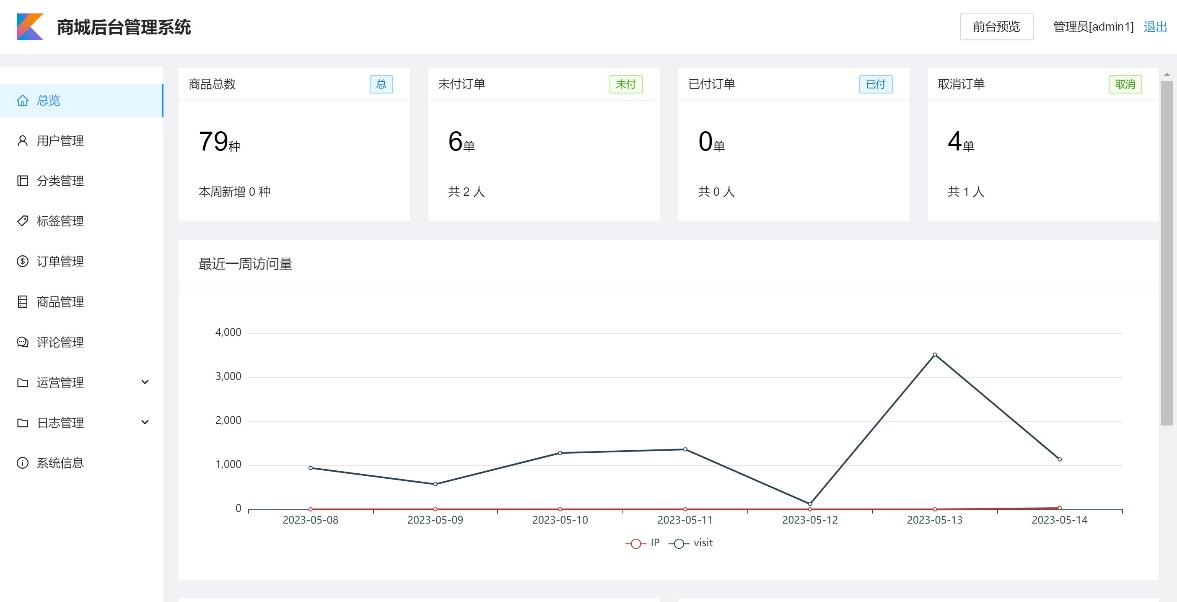 商城后台管理系统
前台预览 管理员[admin1] 退出
总览
用户管理
分类管理
标签管理
订单管理
商品管理
评论管理
运营管理
日志管理
系统信息
商品总数 总
79种
本周新增 0 种
未付订单 未付
6单
共 2 人
已付订单 已付
0单
共 0 人
取消订单 取消
4单
共 1 人
最近一周访问量
4,000
3,000
2,000
1,000
0
2023-05-08 2023-05-09 2023-05-10 2023-05-11 2023-05-12 2023-05-13 2023-05-14
IP visit